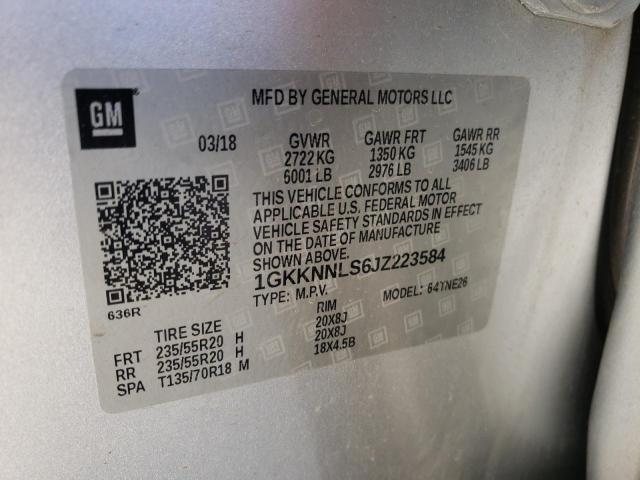 GM
MFD BY GENERAL MOTORS LLC
03/18 GVWR GAWR FRT GAWR RR
2722 KG 1350 KG 1545 KG
6001 LB 2976 LB 3406 LB
THIS VEHICLE CONFORMS TO ALL
APPLICABLE U.S. FEDERAL MOTOR
VEHICLE SAFETY STANDARDS IN EFFECT
ON THE DATE OF MANUFACTURE
SHOWN ABOVE.
1GKKNNLS6JZ223584
TYPE: M.P.V. MODEL: 64TNE26
636R
TIRE SIZE RIM
FRT 235/55R20 H 20X8J
RR 235/55R20 H 20X8J
SPA T135/70R18 M 18X4.5B